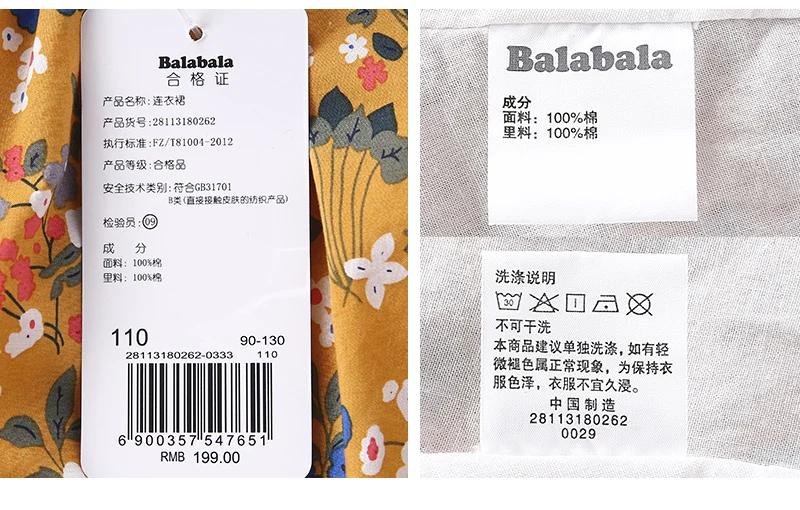 Balabala
合格证
产品名称:连衣裙
产品货号:28113180262
执行标准:FZ/T81004-2012
产品等级:合格品
安全技术类别:符合GB31701
B类(直接接触皮肤的纺织产品)
检验员:09
成 分
面料: 100%棉
里料: 100%棉
110 90-130
28113180262-0333 110
6 900357 547651
RMB 199.00
Balabala
成分
面料: 100%棉
里料: 100%棉
洗涤说明
30
不可干洗
本商品建议单独洗涤, 如有轻
微褪色属正常现象, 为保持衣
服色泽, 衣服不宜久浸。
中国制造
28113180262
0029